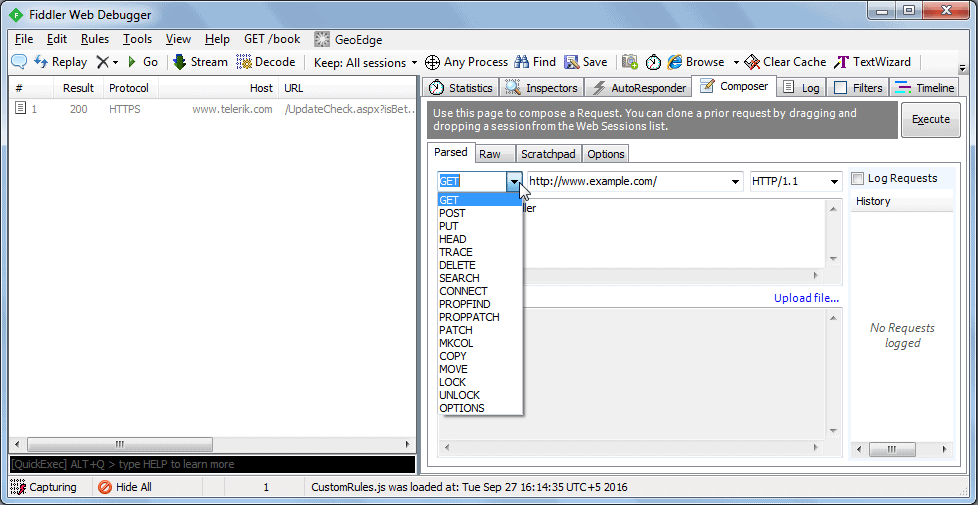 Fiddler Web Debugger
File Edit Rules Tools View Help GET /book GeoEdge
Replay Go Stream Decode Keep: All sessions Any Process Find Save Browse Clear Cache TextWizard
# Result Protocol Host URL
1 200 HTTPS www.telerik.com /UpdateCheck.aspx?isBet...
Statistics Inspectors AutoResponder Composer Log Filters Timeline
Use this page to compose a Request. You can clone a prior request by dragging and
dropping a sessionfrom the Web Sessions list.
Execute
Parsed Raw Scratchpad Options
GET http://www.example.com/ HTTP/1.1
Log Requests
History
GET
POST
PUT
HEAD
TRACE
DELETE
SEARCH
CONNECT
PROPFIND
PROPPATCH
PATCH
MKCOL
COPY
MOVE
LOCK
UNLOCK
OPTIONS
Upload file...
No Requests
logged
[QuickExec] ALT+Q > type HELP to learn more
Capturing Hide All 1 CustomRules.js was loaded at: Tue Sep 27 16:14:35 UTC+5 2016